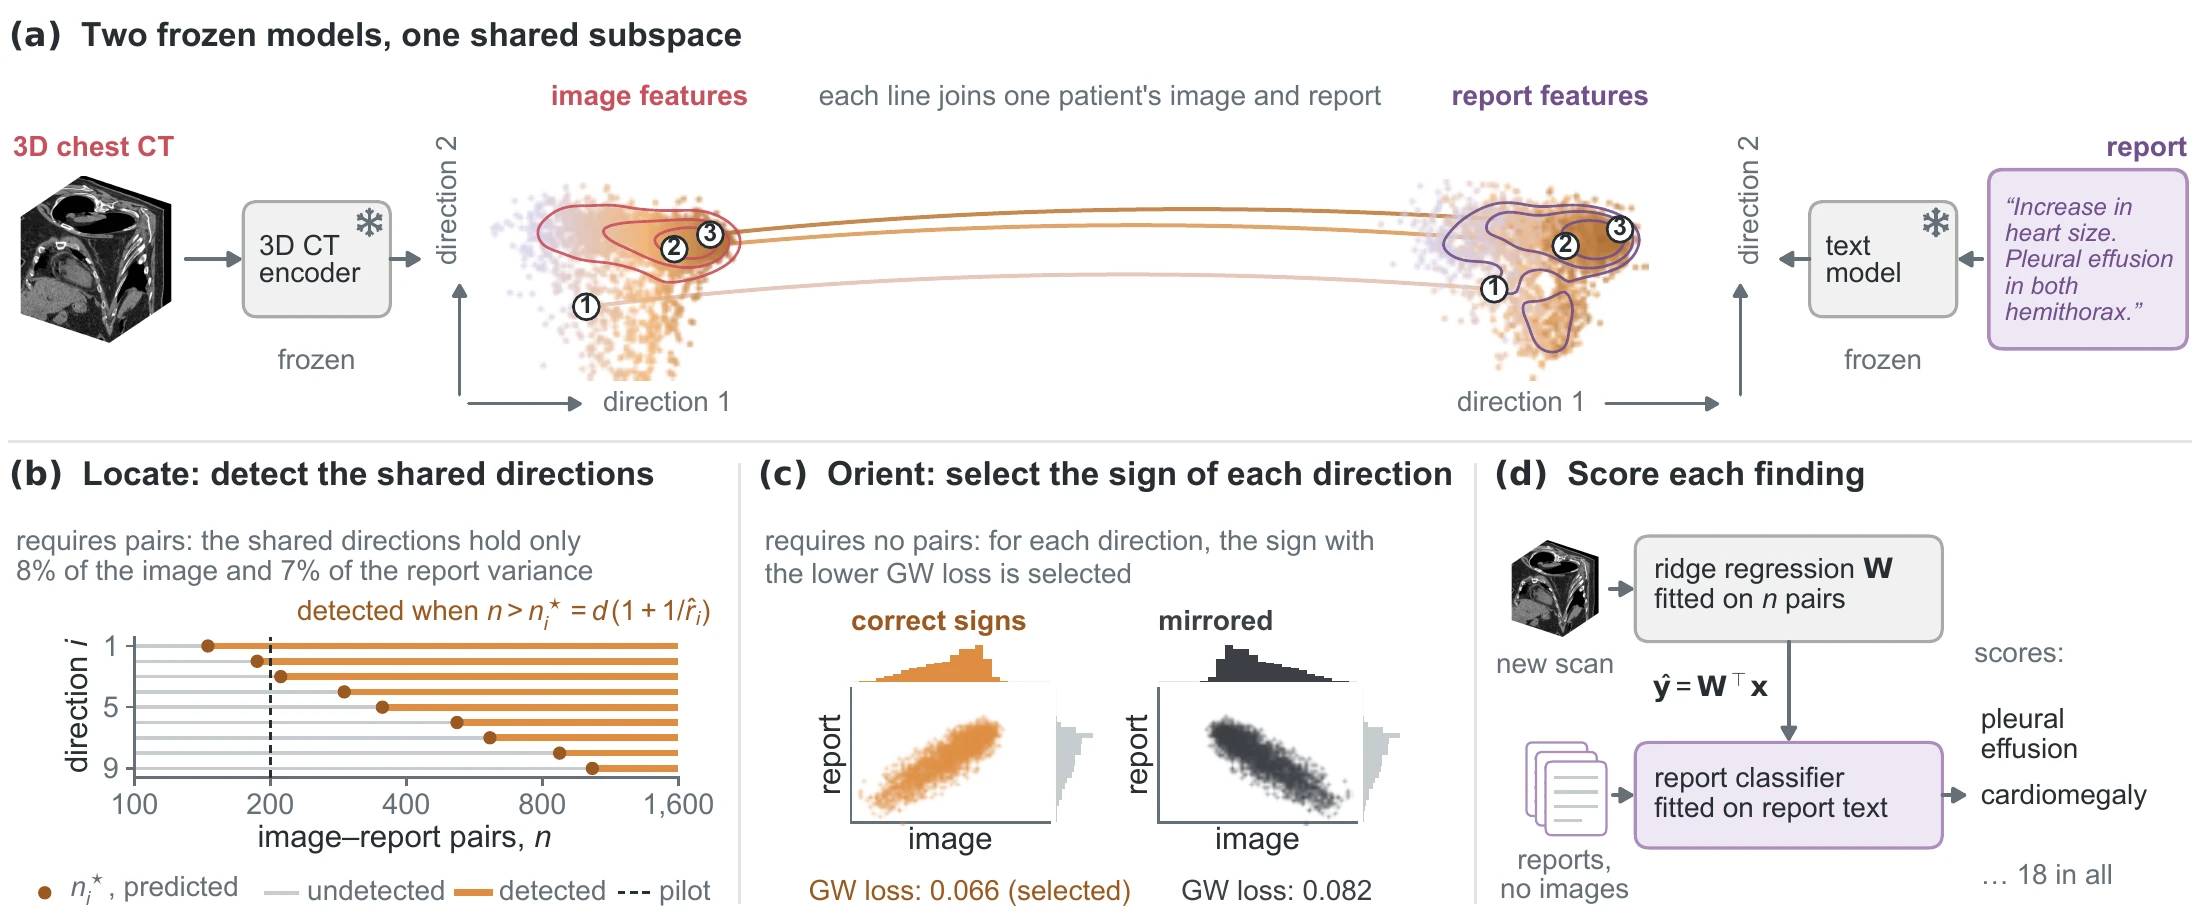 (a) Two frozen models, one shared subspace
image features
each line joins one patient's image and report
report features
3D chest CT
3D CT
encoder
frozen
direction 2
direction 1
1
2
3
1
2
3
direction 1
direction 2
text
model
frozen
report
“Increase in
heart size.
Pleural effusion
in both
hemithorax.”
(b) Locate: detect the shared directions
requires pairs: the shared directions hold only
8% of the image and 7% of the report variance
detected when n > n_i^⋆ = d(1 + 1/r̂_i)
direction i
1
5
9
100 200 400 800 1,600
image–report pairs, n
n_i^⋆, predicted undetected detected pilot
(c) Orient: select the sign of each direction
requires no pairs: for each direction, the sign with
the lower GW loss is selected
correct signs
report
image
GW loss: 0.066 (selected)
mirrored
report
image
GW loss: 0.082
(d) Score each finding
new scan
ridge regression W
fitted on n pairs
ŷ = W⊤x
reports,
no images
report classifier
fitted on report text
scores:
pleural
effusion
cardiomegaly
… 18 in all